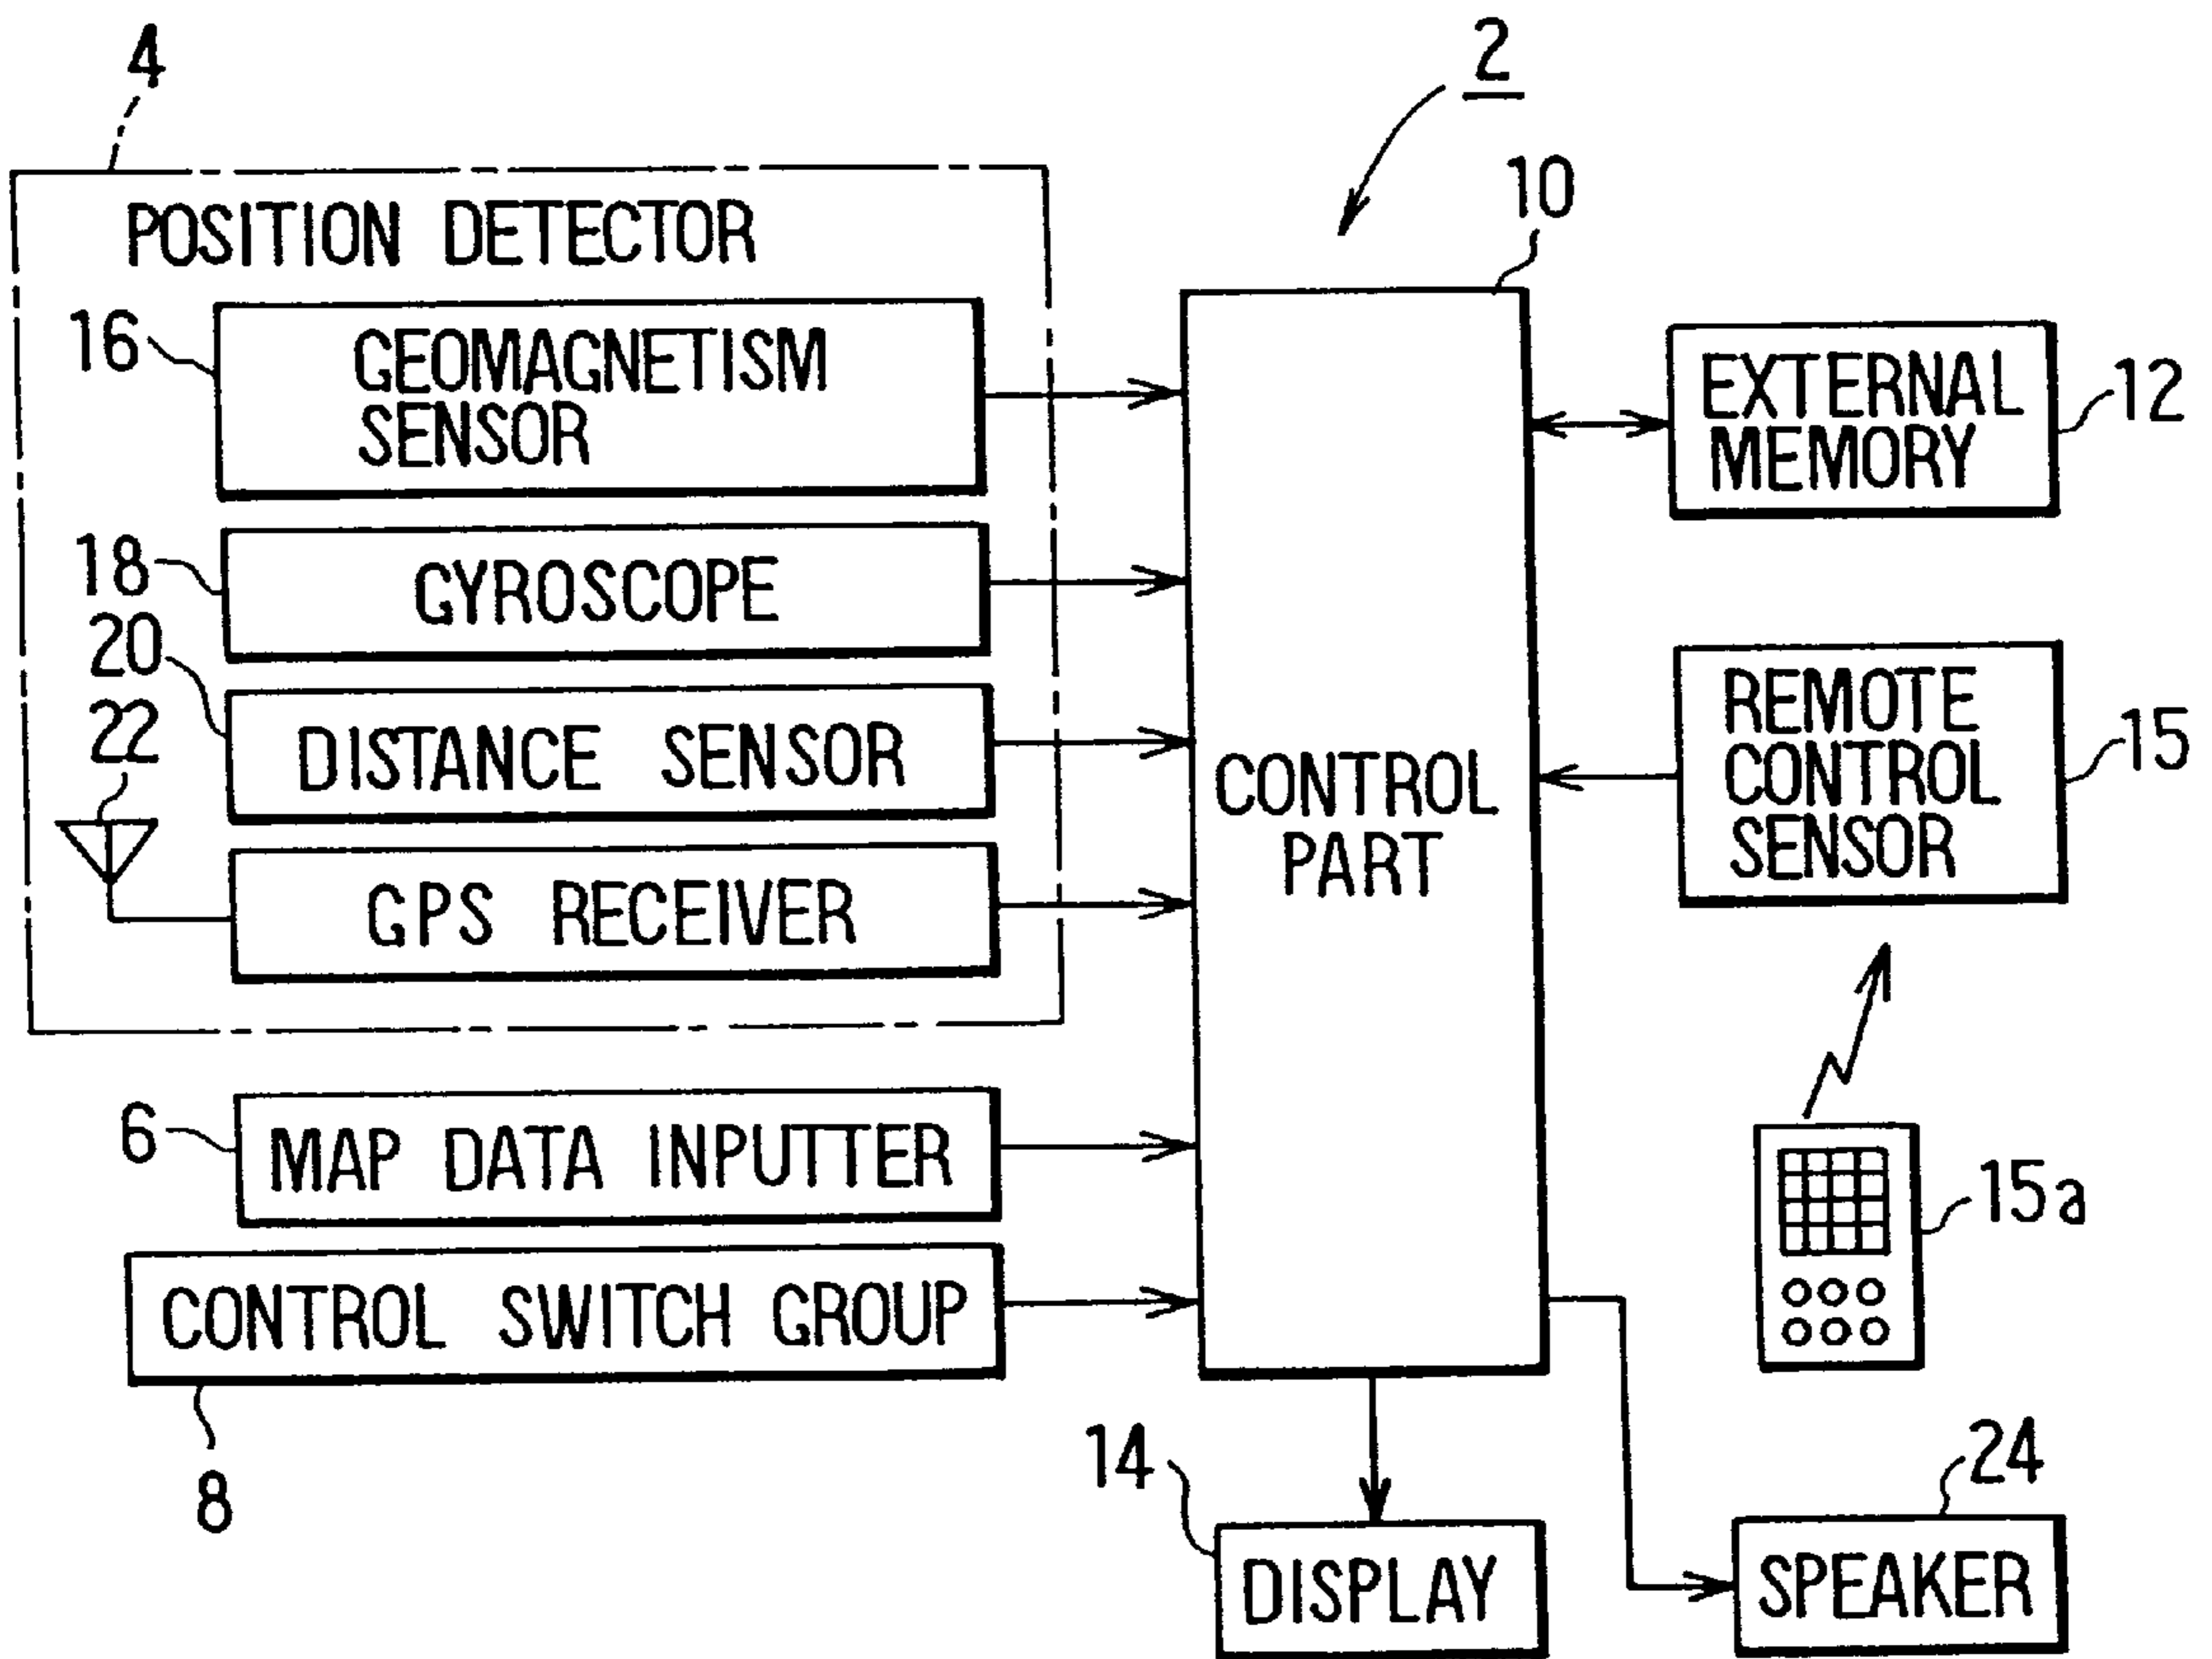 4
2
10
POSITION DETECTOR
16
GEOMAGNETISM
SENSOR
EXTERNAL
MEMORY
12
18
GYROSCOPE
20
DISTANCE SENSOR
22
GPS RECEIVER
CONTROL
PART
REMOTE
CONTROL
SENSOR
15
6
MAP DATA INPUTTER
15a
CONTROL SWITCH GROUP
8
14
DISPLAY
24
SPEAKER